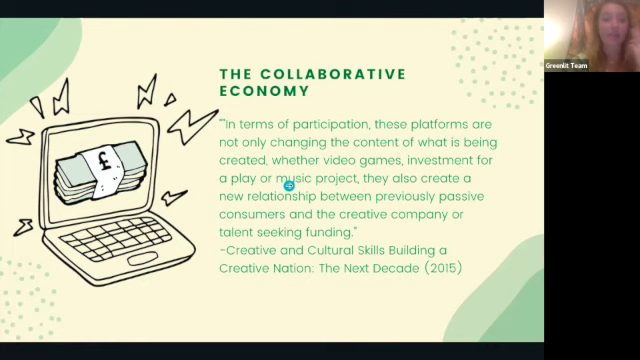 THE COLLABORATIVE
ECONOMY
""In terms of participation, these platforms are
not only changing the content of what is being
created, whether video games, investment for
a play or music project, they also create a
new relationship between previously passive
consumers and the creative company or
talent seeking funding."
-Creative and Cultural Skills Building a
Creative Nation: The Next Decade (2015)
£
Greenlit Team